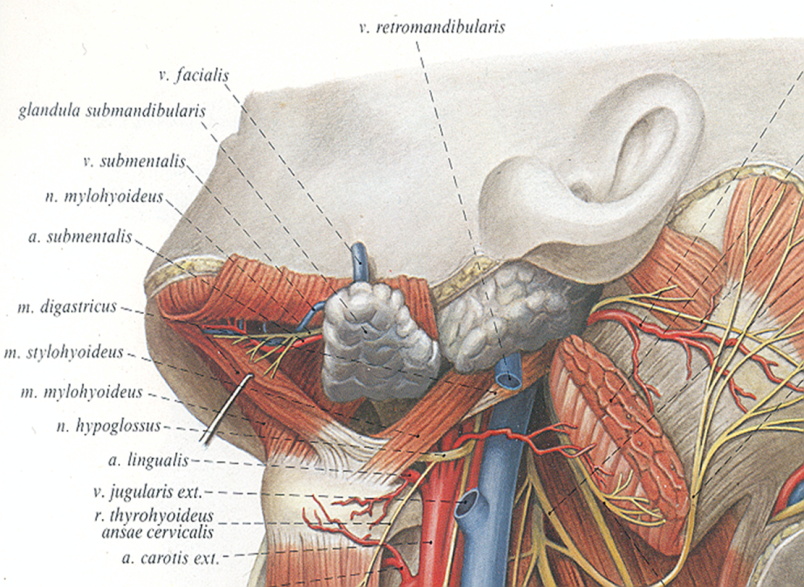 v. retromandibularis
v. facialis
glandula submandibularis
v. submentalis
n. mylohyoideus
a. submentalis
m. digastricus
m. stylohyoideus
m. mylohyoideus
n. hypoglossus
a. lingualis
v. jugularis ext.
r. thyrohyoideus
ansae cervicalis
a. carotis ext.